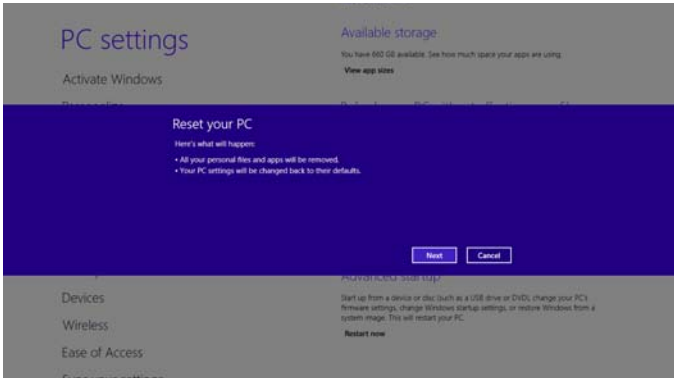 PC settings
Activate Windows
Available storage
You have 660 GB available. See how much space your apps are using.
View app sizes
Reset your PC
Here's what will happen:
• All your personal files and apps will be removed.
• Your PC settings will be changed back to their defaults.
Next
Cancel
Devices
Wireless
Ease of Access
Advanced startup
Start up from a device or disc (such as a USB drive or DVD), change your PC's
firmware settings, change Windows startup settings, or restore Windows from a
system image. This will restart your PC.
Restart now